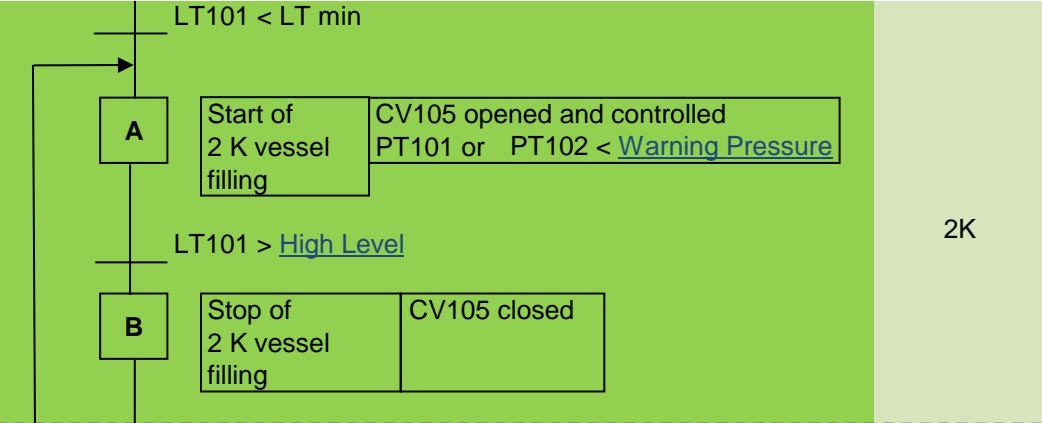 LT101 < LT min
A
Start of
2 K vessel
filling
CV105 opened and controlled
PT101 or PT102 < Warning Pressure
LT101 > High Level
2K
B
Stop of
2 K vessel
filling
CV105 closed